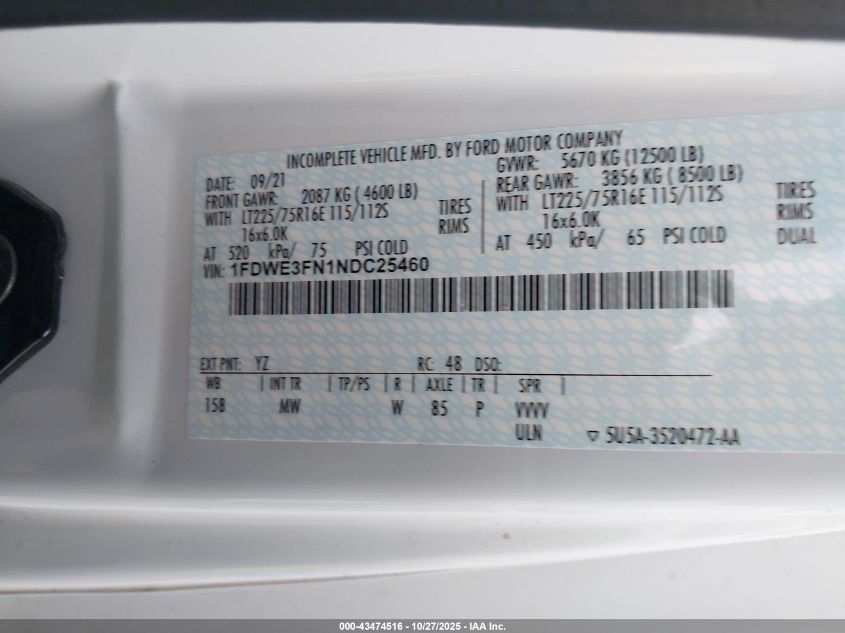 INCOMPLETE VEHICLE MFD. BY FORD MOTOR COMPANY
DATE: 09/21 GVWR: 5670 KG (12500 LB)
FRONT GAWR: 2087 KG (4600 LB) REAR GAWR: 3856 KG (8500 LB)
WITH LT225/75R16E 115/112S TIRES WITH LT225/75R16E 115/112S TIRES
16x6.0K RIMS 16x6.0K RIMS
AT 520 kPa/ 75 PSI COLD AT 450 kPa/ 65 PSI COLD DUAL
VIN: 1FDWE3FN1NDC25460
EXT PNT: YZ RC: 48 DSO:
WB | INT TR | TP/PS | R | AXLE | TR | SPR |
158 MW W 85 P VVVV
ULN ▽ 5U5A-3520472-AA
000-43474516 - 10/27/2025 - IAA Inc.